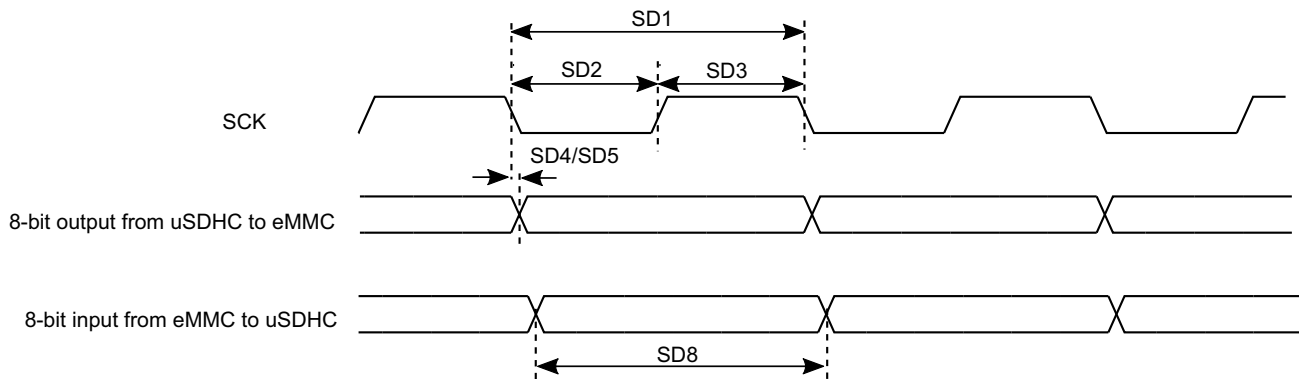 SD1
SD2
SD3
SCK
SD4/SD5
8-bit output from uSDHC to eMMC
8-bit input from eMMC to uSDHC
SD8